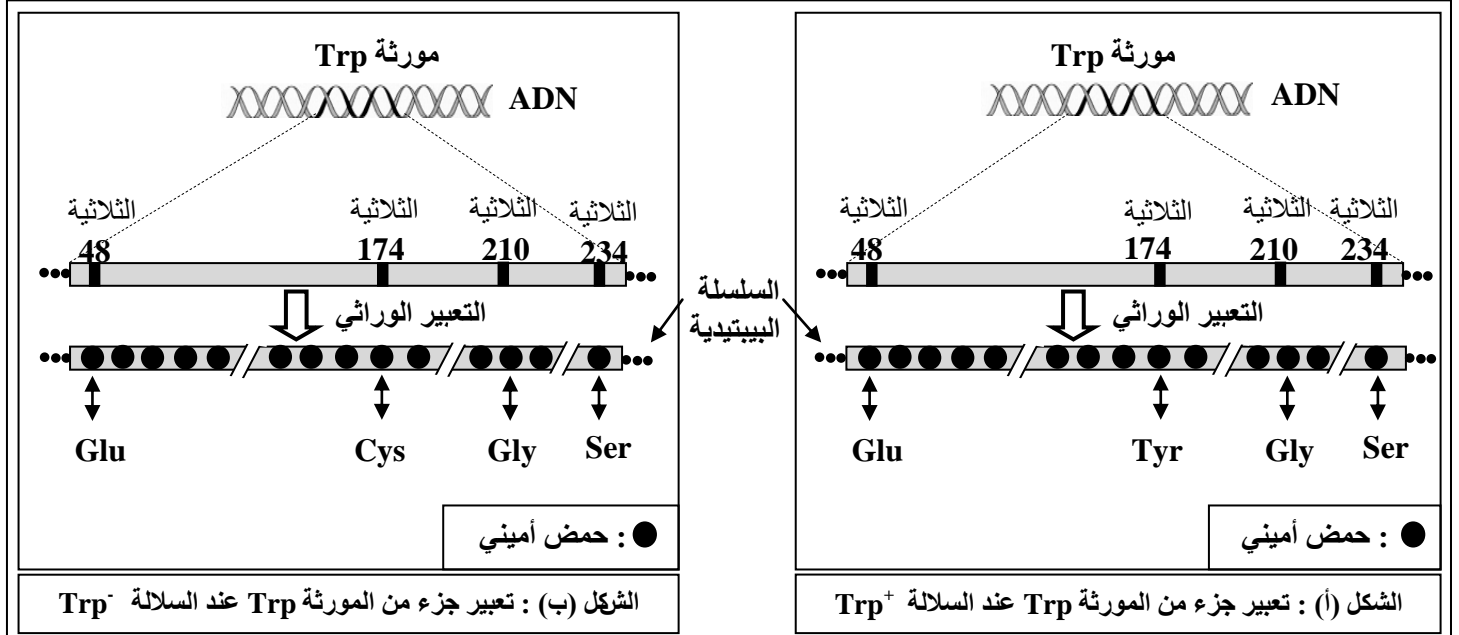 مورثة Trp
ADN
الثلاثية الثلاثية الثلاثية الثلاثية
48 174 210 234
التعبير الوراثي
Glu Tyr Gly Ser
● : حمض أميني
الشكل (أ) : تعبير جزء من المورثة Trp عند السلالة Trp⁺
السلسلة
البيبتيدية
مورثة Trp
ADN
الثلاثية الثلاثية الثلاثية الثلاثية
48 174 210 234
التعبير الوراثي
Glu Cys Gly Ser
● : حمض أميني
الشكل (ب) : تعبير جزء من المورثة Trp عند السلالة Trp⁻